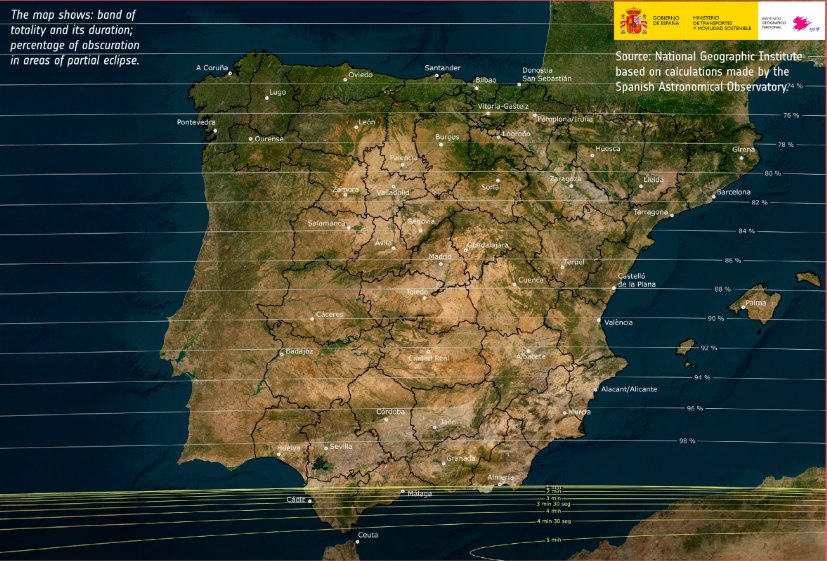 The map shows: band of
totality and its duration;
percentage of obscuration
in areas of partial eclipse.
GOBIERNO
DE ESPAÑA
MINISTERIO
DE TRANSPORTES
Y MOVILIDAD SOSTENIBLE
INSTITUTO
GEOGRÁFICO
NACIONAL
Source: National Geographic Institute
based on calculations made by the
Spanish Astronomical Observatory.
74 %
A Coruña
Oviedo
Santander
Bilbao
Donostia
San Sebastián
Lugo
Vitoria-Gasteiz
Pamplona/Iruña
76 %
Pontevedra
Ourense
León
Burgos
Logroño
78 %
Huesca
Girona
Palencia
80 %
Zamora
Valladolid
Soria
Zaragoza
Lleida
Barcelona
82 %
Tarragona
Salamanca
Segovia
84 %
Ávila
Guadalajara
Madrid
Teruel
86 %
Cuenca
Castelló
de la Plana
Toledo
88 %
Palma
Cáceres
València
90 %
Badajoz
Ciudad Real
Albacete
92 %
94 %
Alacant/Alicante
Córdoba
Murcia
96 %
Jaén
98 %
Huelva
Sevilla
Granada
Almería
Cádiz
Málaga
2 min
3 min
3 min 30 seg
4 min
4 min 30 seg
5 min
Ceuta